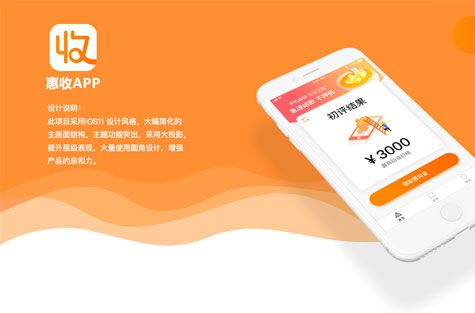 收
惠收APP
设计说明：
此项目采用iOS11设计风格，大幅简化的
主画面结构，主题功能突出，采用大投影，
提升层级表现。大量使用圆角设计，增强
产品的亲和力。
初评结果
¥3000